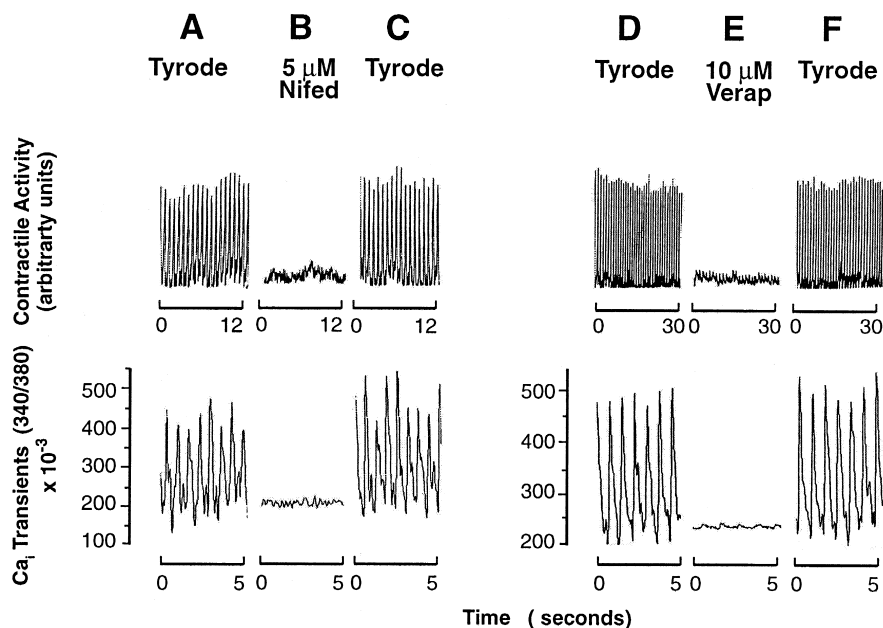 A B C D E F
Tyrode 5 μM Nifed Tyrode Tyrode 10 μM Verap Tyrode
Contractile Activity
(arbitrarty units)
0 12 0 12 0 12 0 30 0 30 0 30
Ca i Transients (340/380)
x 10-3
500
400
300
200
100
500
400
300
200
0 5 0 5 0 5 0 5 0 5 0 5
Time ( seconds)